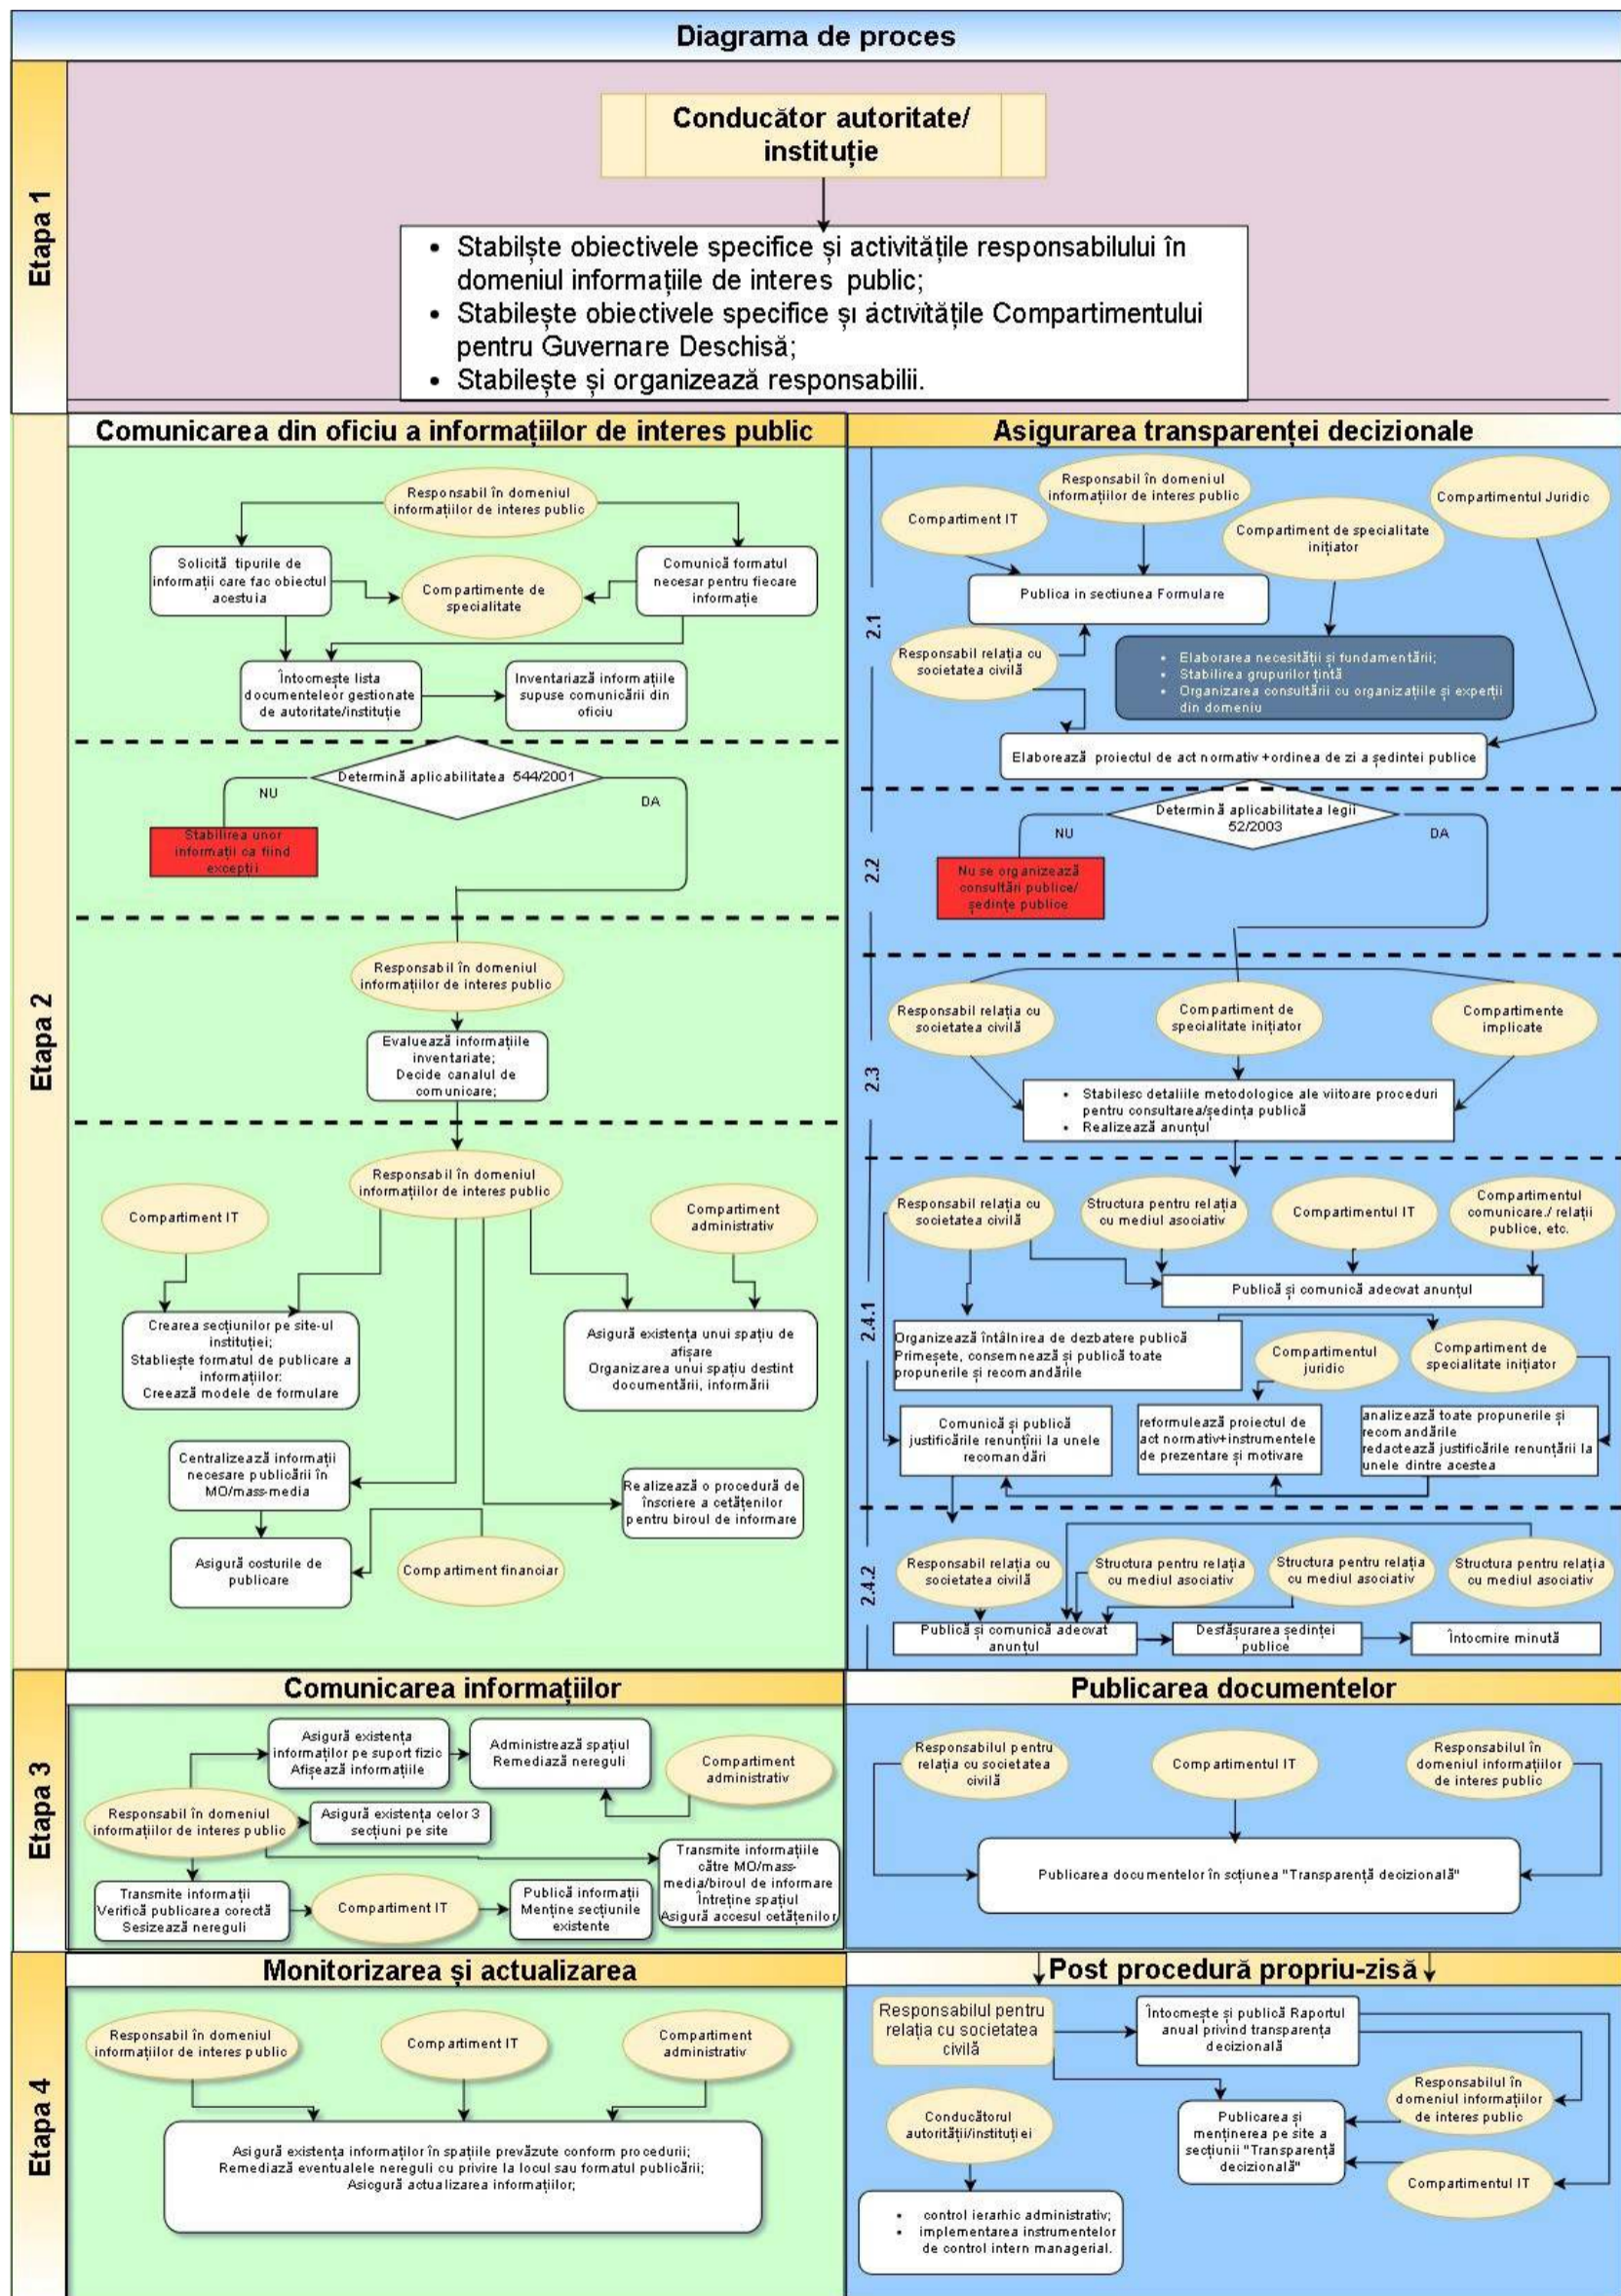 Diagrama de proces
Etapa 1
Conducător autoritate/
instituție
• Stabilște obiectivele specifice și activitățile responsabilului în
domeniul informațiile de interes public;
• Stabilește obiectivele specifice și activitățile Compartimentului
pentru Guvernare Deschisă;
• Stabilește și organizează responsabilii.
Etapa 2
Comunicarea din oficiu a informațiilor de interes public
Responsabil în domeniul
informațiilor de interes public
Solicită tipurile de
informații care fac obiectul
acestuia
Compartimente de
specialitate
Comunică formatul
necesar pentru fiecare
informație
Întocmește lista
documenteleor gestionate
de autoritate/instituție
Inventariază informațiile
supuse comunicării din
oficiu
Determină aplicabilitatea 544/2001
NU
DA
Stabilirea unor
informații ca fiind
excepții
Responsabil în domeniul
informațiilor de interes public
Evaluează informațiile
inventariate;
Decide canalul de
comunicare;
Responsabil în domeniul
informațiilor de interes public
Compartiment IT
Compartiment
administrativ
Crearea secțiunilor pe site-ul
instituției;
Stabliește formatul de publicare a
informațiilor:
Creează modele de formulare
Asigură existența unui spațiu de
afișare
Organizarea unui spațiu destint
documentării, informării
Centralizează informații
necesare publicării în
MO/mass-media
Realizează o procedură de
înscriere a cetățenilor
pentru biroul de informare
Asigură costurile de
publicare
Compartiment financiar
Asigurarea transparenței decizionale
2.1
Compartiment IT
Responsabil în domeniul
informațiilor de interes public
Compartiment de specialitate
inițiator
Compartimentul Juridic
Publica in sectiunea Formulare
Responsabil relația cu
societatea civilă
• Elaborarea necesității și fundamentării;
• Stabilirea grupurilor țintă
• Organizarea consultării cu organizațiile și experții
din domeniu
Elaborează proiectul de act normativ +ordinea de zi a ședintei publice
2.2
Determină aplicabilitatea legii
52/2003
NU
DA
Nu se organizează
consultări publice/
ședințe publice
2.3
Responsabil relația cu
societatea civilă
Compartiment de
specialitate inițiator
Compartimente
implicate
• Stabilesc detaliile metodologice ale viitoare proceduri
pentru consultarea/ședința publică
• Realizează anunțul
2.4.1
Responsabil relația cu
societatea civilă
Structura pentru relația
cu mediul asociativ
Compartimentul IT
Compartimentul
comunicare./ relații
publice, etc.
Publică și comunică adecvat anunțul
Organizează întâlnirea de dezbatere publică
Primeșete, consemnează și publică toate
propunerile și recomandările
Compartimentul
juridic
Compartiment de
specialitate inițiator
Comunică și publică
justificările renunțîrii la unele
recomandări
reformulează proiectul de
act normativ+instrumentele
de prezentare și motivare
analizează toate propunerile și
recomandările
redactează justificările renunțării la
unele dintre acestea
2.4.2
Responsabil relația cu
societatea civilă
Structura pentru relația
cu mediul asociativ
Structura pentru relația
cu mediul asociativ
Structura pentru relația
cu mediul asociativ
Publică și comunică adecvat
anunțul
Desfășurarea ședinței
publice
Întocmire minută
Etapa 3
Comunicarea informațiilor
Asigură existența
informaților pe suport fizic
Afișează informațiile
Administrează spațiul
Remediază nereguli
Compartiment
administrativ
Responsabil în domeniul
informațiilor de interes public
Asigură existența celor 3
secțiuni pe site
Transmite informațiile
către MO/mass-
media/biroul de informare
Întreține spațiul
Asigură accesul cetățenilor
Transmite informații
Verifică publicarea corectă
Sesizează nereguli
Compartiment IT
Publică informații
Menține secțiunile
existente
Publicarea documentelor
Responsabilul pentru
relația cu societatea
civilă
Compartimentul IT
Responsabilul în
domeniul informațiilor
de interes public
Publicarea documentelor în scțiunea "Transparență decizională"
Etapa 4
Monitorizarea și actualizarea
Responsabil în domeniul
informațiilor de interes public
Compartiment IT
Compartiment
administrativ
Asigură existența informaților în spațiile prevăzute conform procedurii;
Remediază eventualele nereguli cu privire la locul sau formatul publicării;
Asicgură actualizarea informațiilor;
Post procedură propriu-zisă
Responsabilul pentru
relația cu societatea
civilă
Întocmește și publică Raportul
anual privind transparența
decizională
Responsabilul în
domeniul informațiilor
de interes public
Conducătorul
autorității/instituției
Publicarea și
menținerea pe site a
secțiunii "Transparență
decizională"
Compartimentul IT
• control ierarhic administrativ;
• implementarea instrumentelor
de control intern managerial.